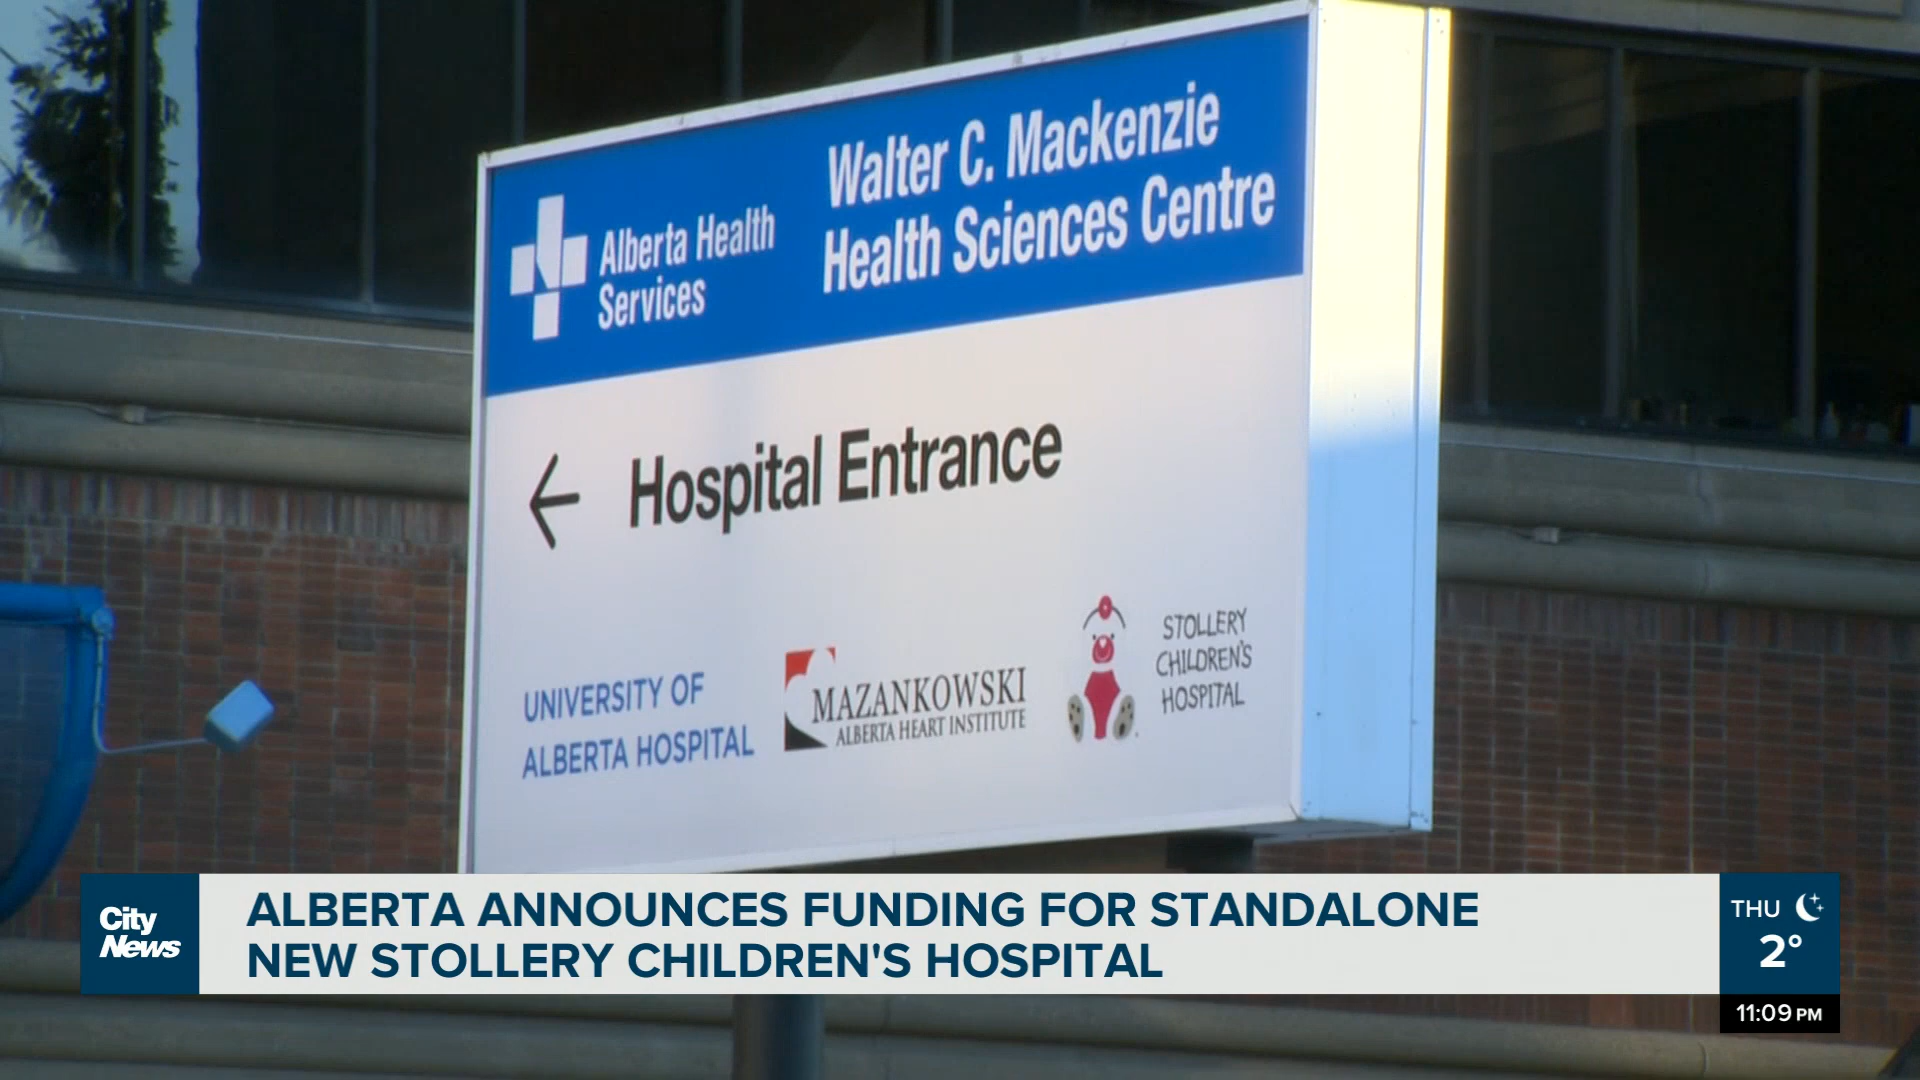 Alberta Health
Services
Walter C. Mackenzie
Health Sciences Centre
← Hospital Entrance
UNIVERSITY OF
ALBERTA HOSPITAL
MAZANKOWSKI
ALBERTA HEART INSTITUTE
STOLLERY
CHILDREN'S
HOSPITAL
City
News
ALBERTA ANNOUNCES FUNDING FOR STANDALONE
NEW STOLLERY CHILDREN'S HOSPITAL
THU
2°
11:09 PM